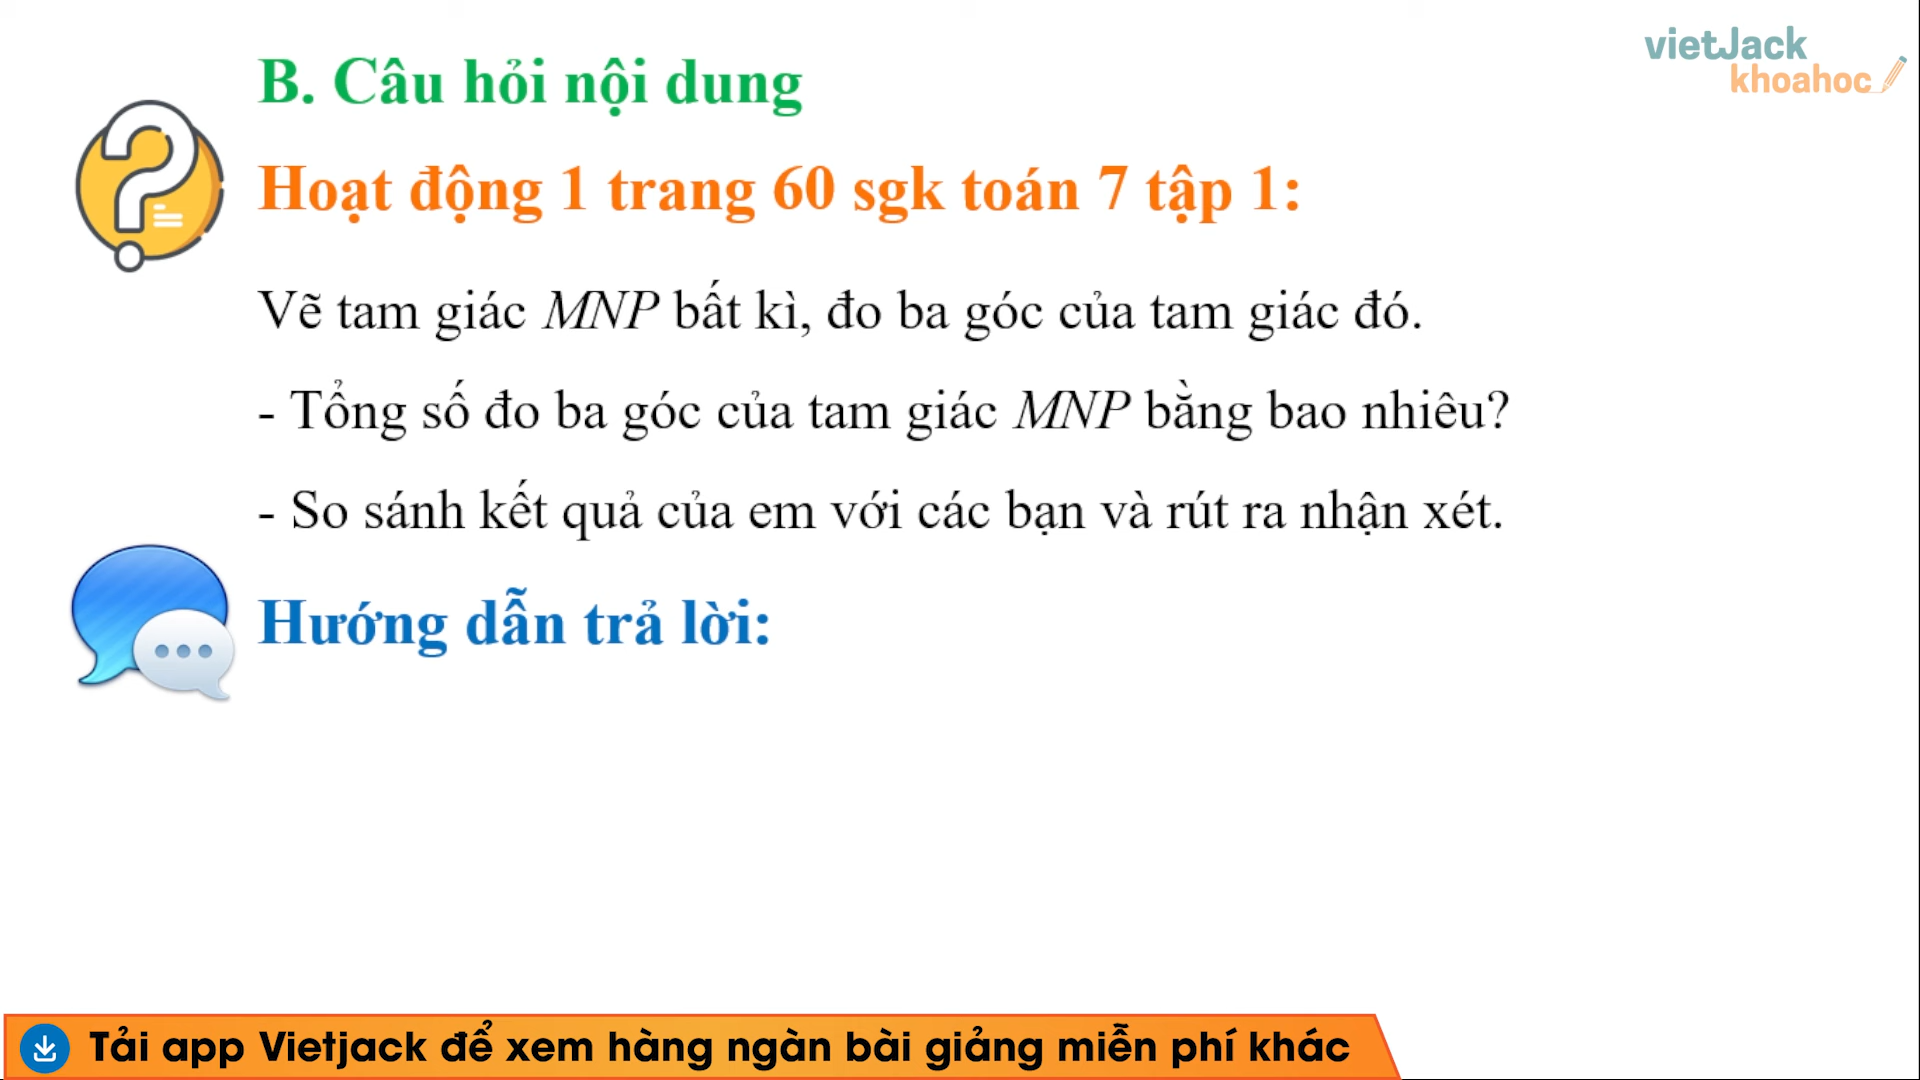 vietJack
khoahoc
B. Câu hỏi nội dung
Hoạt động 1 trang 60 sgk toán 7 tập 1:
Vẽ tam giác MNP bất kì, đo ba góc của tam giác đó.
- Tổng số đo ba góc của tam giác MNP bằng bao nhiêu?
- So sánh kết quả của em với các bạn và rút ra nhận xét.
Hướng dẫn trả lời:
Tải app Vietjack để xem hàng ngàn bài giảng miễn phí khác